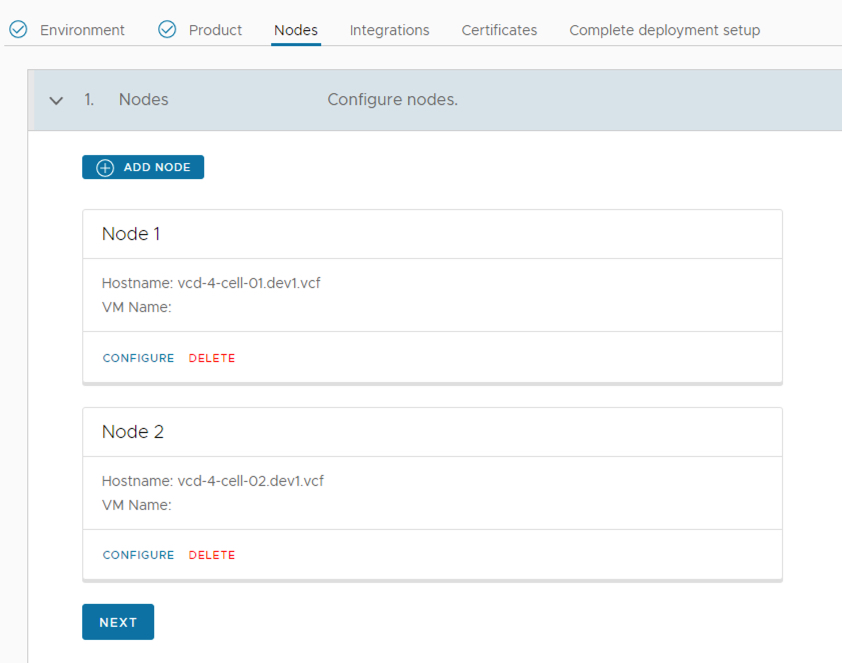 Environment Product Nodes Integrations Certificates Complete deployment setup
1. Nodes Configure nodes.
ADD NODE
Node 1
Hostname: vcd-4-cell-01.dev1.vcf
VM Name:
CONFIGURE DELETE
Node 2
Hostname: vcd-4-cell-02.dev1.vcf
VM Name:
CONFIGURE DELETE
NEXT